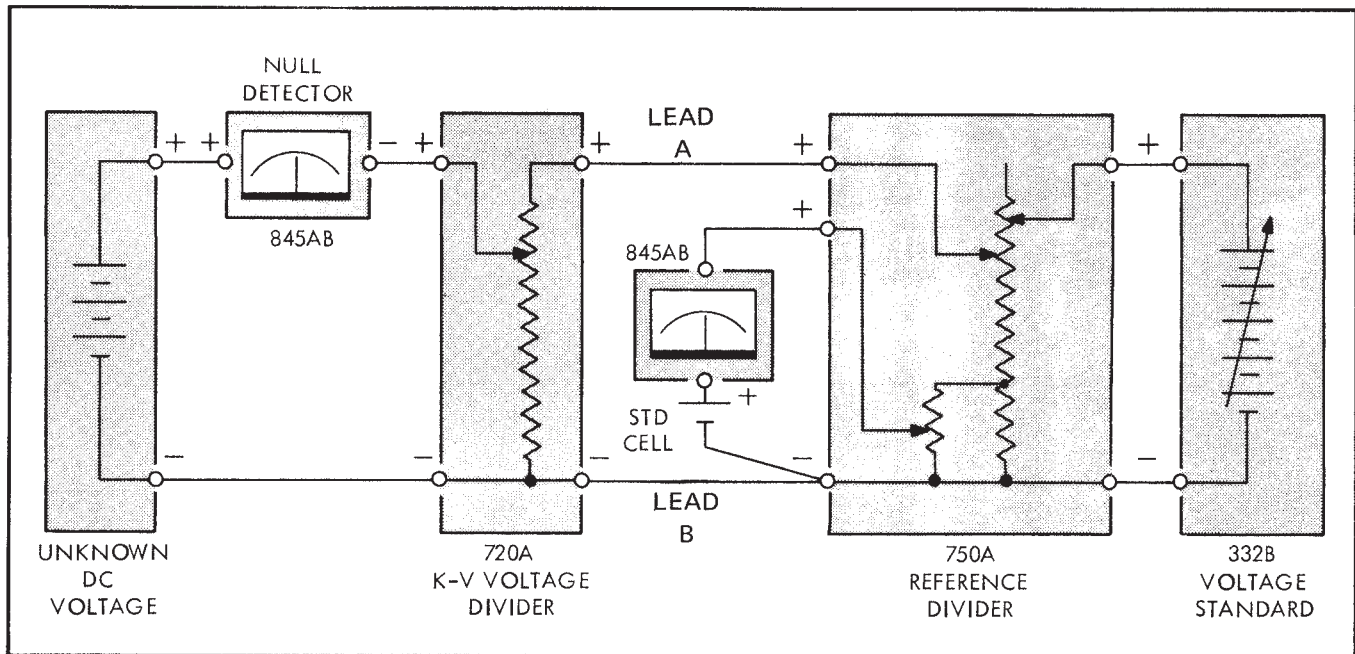 NULL
DETECTOR
845AB
LEAD
A
845AB
STD
CELL
LEAD
B
+ + − + + + + +
+
+
− − − − −
UNKNOWN
DC
VOLTAGE
720A
K-V VOLTAGE
DIVIDER
750A
REFERENCE
DIVIDER
332B
VOLTAGE
STANDARD